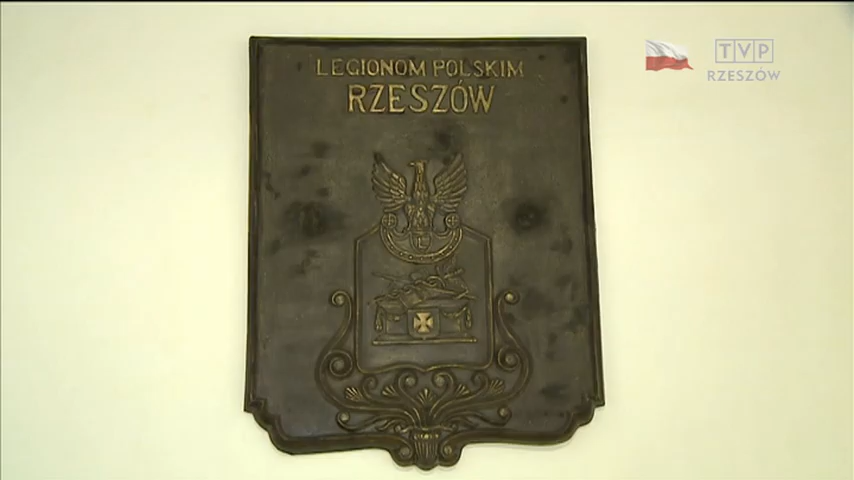 LEGIONOM POLSKIM
RZESZÓW
TVP
RZESZÓW
L